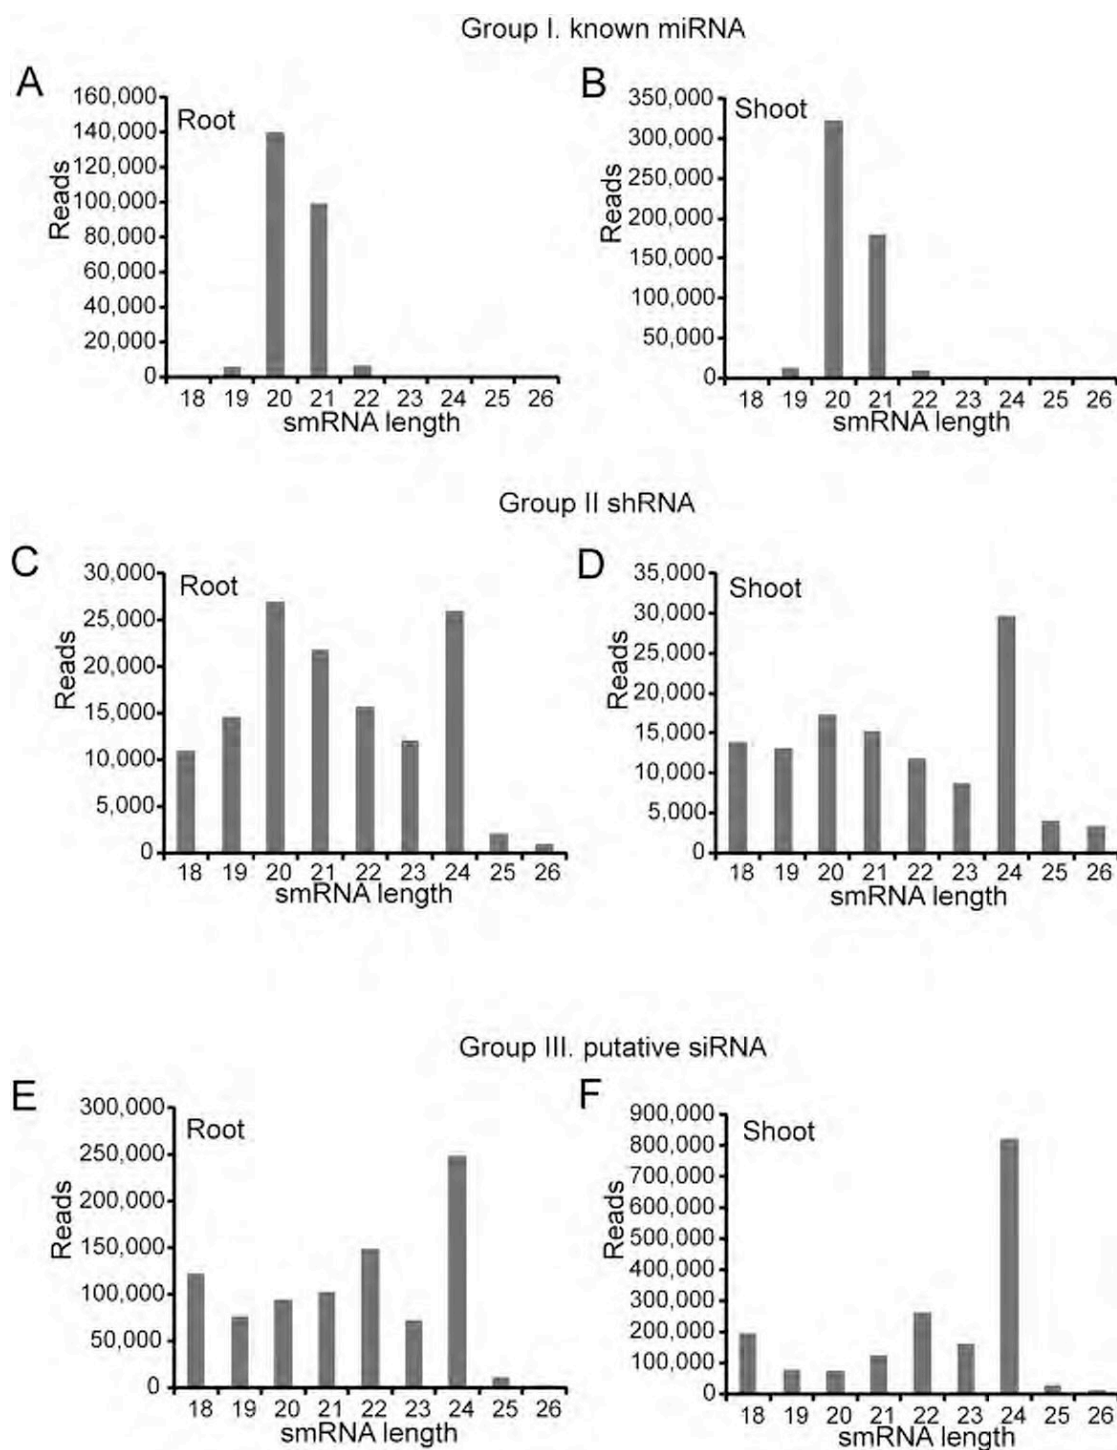 Group I. known miRNA
A
160,000
140,000
120,000
100,000
80,000
60,000
40,000
20,000
0
Reads
Root
18 19 20 21 22 23 24 25 26
smRNA length
B
350,000
300,000
250,000
200,000
150,000
100,000
50,000
0
Reads
Shoot
18 19 20 21 22 23 24 25 26
smRNA length
Group II shRNA
C
30,000
25,000
20,000
15,000
10,000
5,000
0
Reads
Root
18 19 20 21 22 23 24 25 26
smRNA length
D
35,000
30,000
25,000
20,000
15,000
10,000
5,000
0
Reads
Shoot
18 19 20 21 22 23 24 25 26
smRNA length
Group III. putative siRNA
E
300,000
250,000
200,000
150,000
100,000
50,000
0
Reads
Root
18 19 20 21 22 23 24 25 26
smRNA length
F
900,000
800,000
700,000
600,000
500,000
400,000
300,000
200,000
100,000
0
Reads
Shoot
18 19 20 21 22 23 24 25 26
smRNA length